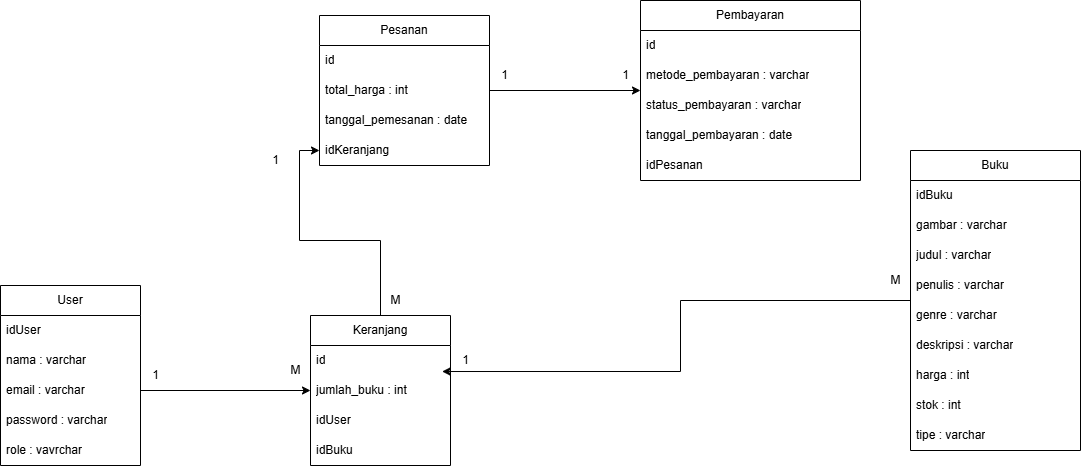 Pesanan
id
total_harga : int
tanggal_pemesanan : date
idKeranjang
1
1
Pembayaran
id
metode_pembayaran : varchar
status_pembayaran : varchar
tanggal_pembayaran : date
idPesanan
1
M
Buku
idBuku
gambar : varchar
judul : varchar
penulis : varchar
genre : varchar
deskripsi : varchar
harga : int
stok : int
tipe : varchar
M
User
idUser
nama : varchar
email : varchar
password : varchar
role : vavrchar
1
M
Keranjang
id
jumlah_buku : int
idUser
idBuku
1